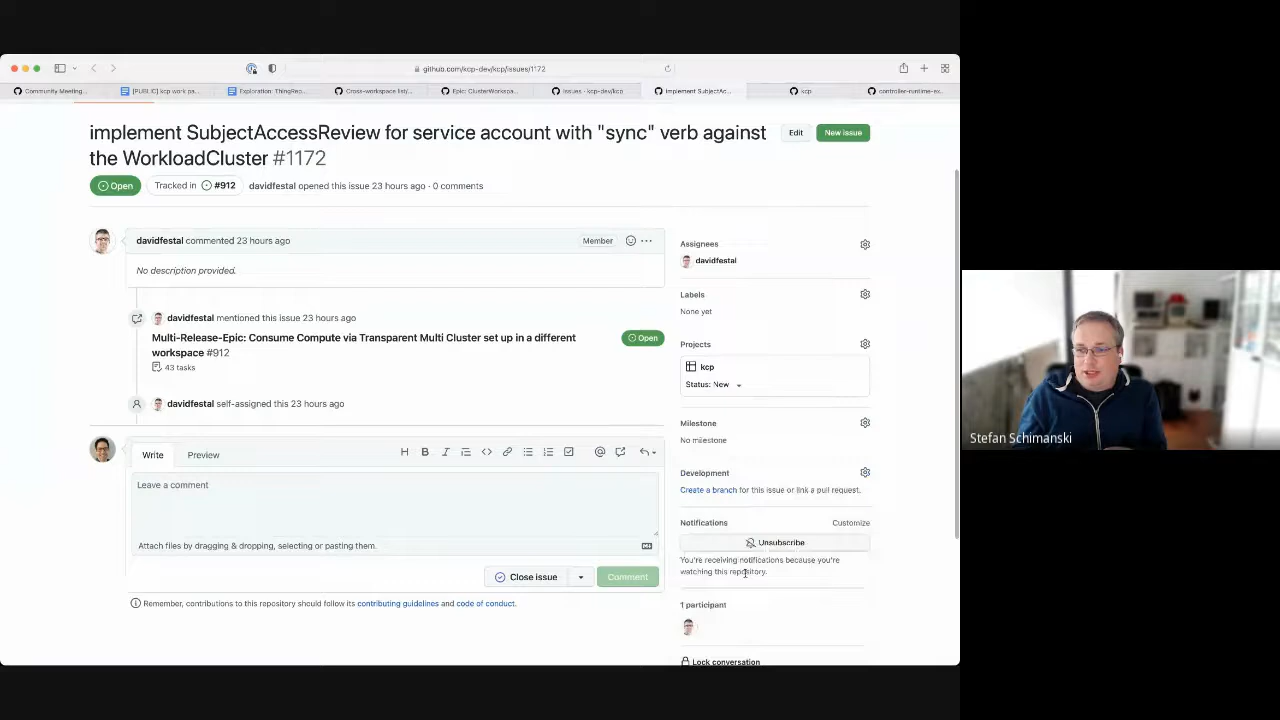 github.com/kcp-dev/kcp/issues/1172
Community Meeting... [PUBLIC] kcp work pa... Exploration: ThingRep... Cross-workspace list/... Epic: ClusterWorkspa... Issues · kcp-dev/kcp implement SubjectAc... kcp controller-runtime-ex...
implement SubjectAccessReview for service account with "sync" verb against
the WorkloadCluster #1172
Edit New issue
Open Tracked in #912 davidfestal opened this issue 23 hours ago · 0 comments
davidfestal commented 23 hours ago Member
No description provided.
davidfestal mentioned this issue 23 hours ago
Multi-Release-Epic: Consume Compute via Transparent Multi Cluster set up in a different
workspace #912
Open
43 tasks
davidfestal self-assigned this 23 hours ago
Write Preview
Leave a comment
Attach files by dragging & dropping, selecting or pasting them.
Close issue Comment
Remember, contributions to this repository should follow its contributing guidelines and code of conduct.
Assignees
davidfestal
Labels
None yet
Projects
kcp
Status: New
Milestone
No milestone
Development
Create a branch for this issue or link a pull request.
Notifications Customize
Unsubscribe
You're receiving notifications because you're
watching this repository.
1 participant
Lock conversation
Stefan Schimanski